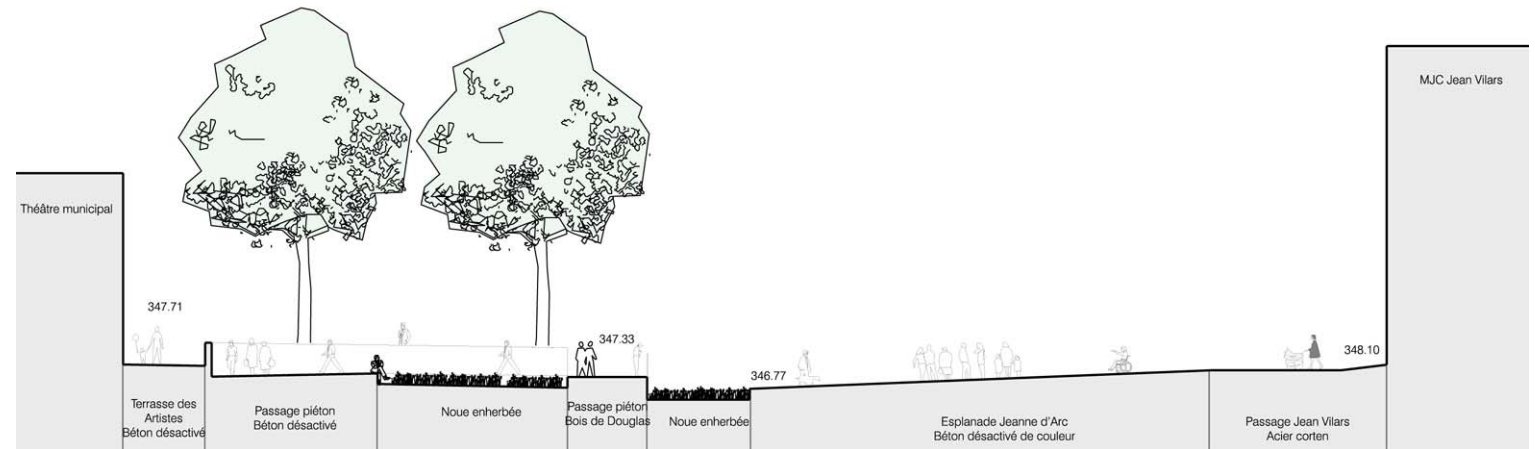 MJC Jean Vilars
Théâtre municipal
347.71
347.33
346.77
348.10
Terrasse des
Artistes
Béton désactivé
Passage piéton
Béton désactivé
Noue enherbée
Passage piéton
Bois de Douglas
Noue enherbée
Esplanade Jeanne d'Arc
Béton désactivé de couleur
Passage Jean Vilars
Acier corten